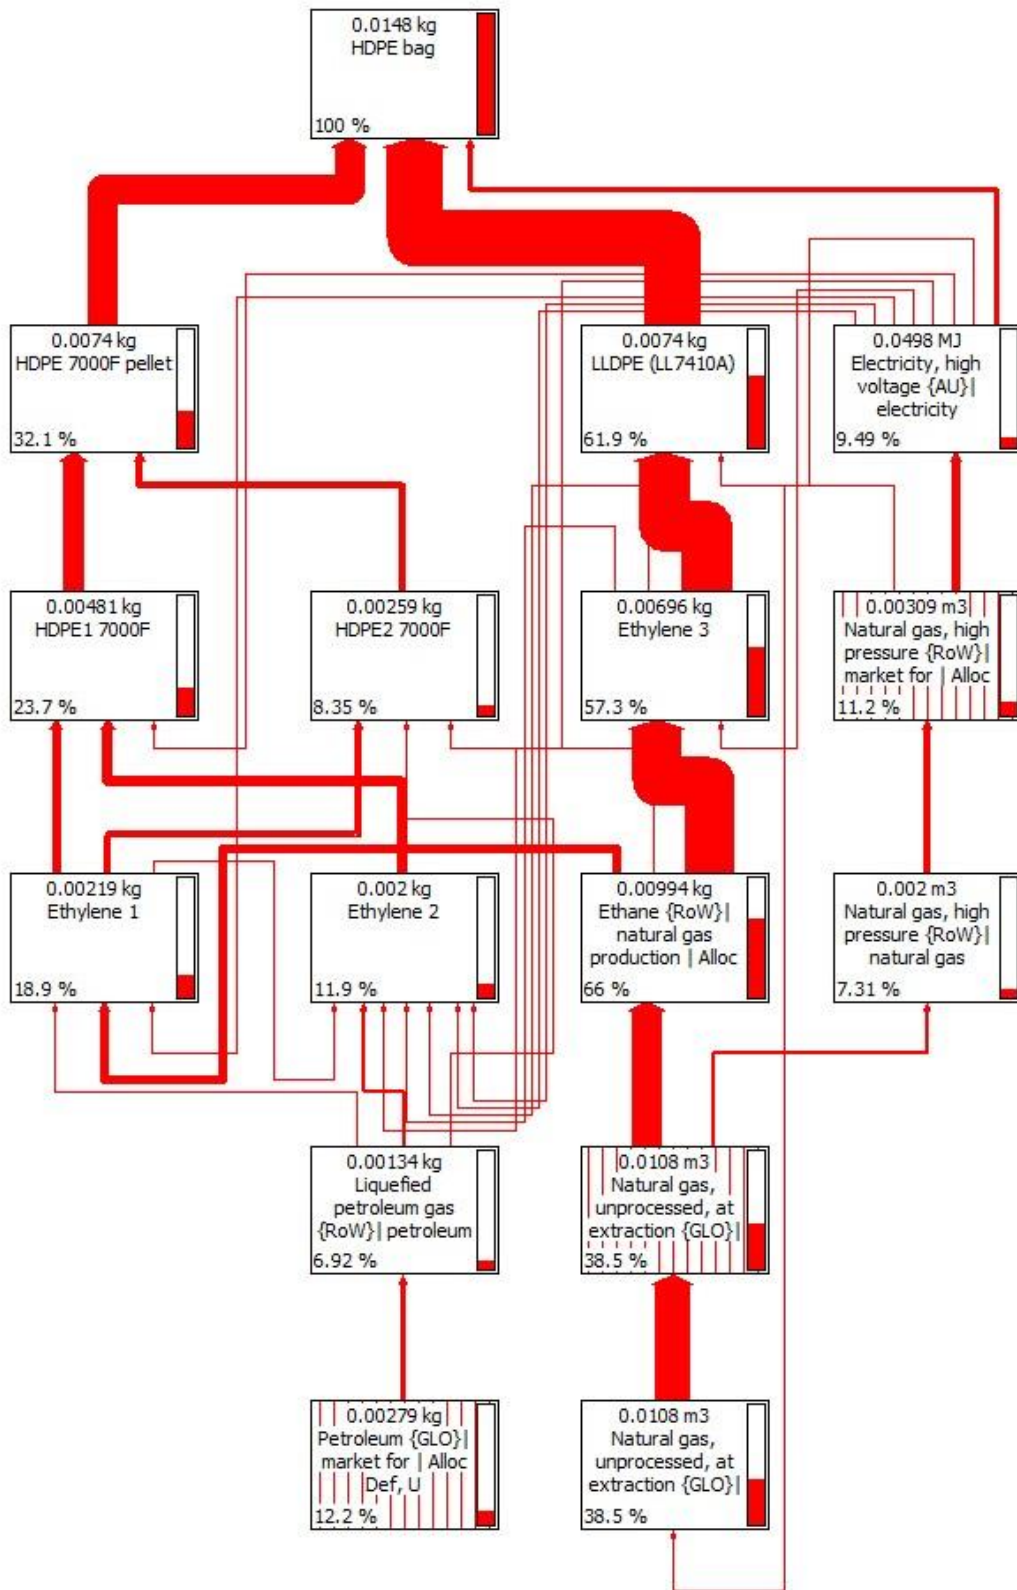 0.0148 kg
HDPE bag
100 %
0.0074 kg
HDPE 7000F pellet
32.1 %
0.0074 kg
LLDPE (LL7410A)
61.9 %
0.0498 MJ
Electricity, high
voltage {AU}|
electricity
9.49 %
0.00481 kg
HDPE1 7000F
23.7 %
0.00259 kg
HDPE2 7000F
8.35 %
0.00696 kg
Ethylene 3
57.3 %
0.00309 m3
Natural gas, high
pressure {RoW}|
market for | Alloc
11.2 %
0.00219 kg
Ethylene 1
18.9 %
0.002 kg
Ethylene 2
11.9 %
0.00994 kg
Ethane {RoW}|
natural gas
production | Alloc
66 %
0.002 m3
Natural gas, high
pressure {RoW}|
natural gas
7.31 %
0.00134 kg
Liquefied
petroleum gas
{RoW}| petroleum
6.92 %
0.0108 m3
Natural gas,
unprocessed, at
extraction {GLO}|
38.5 %
0.00279 kg
Petroleum {GLO}|
market for | Alloc
Def, U
12.2 %
0.0108 m3
Natural gas,
unprocessed, at
extraction {GLO}|
38.5 %